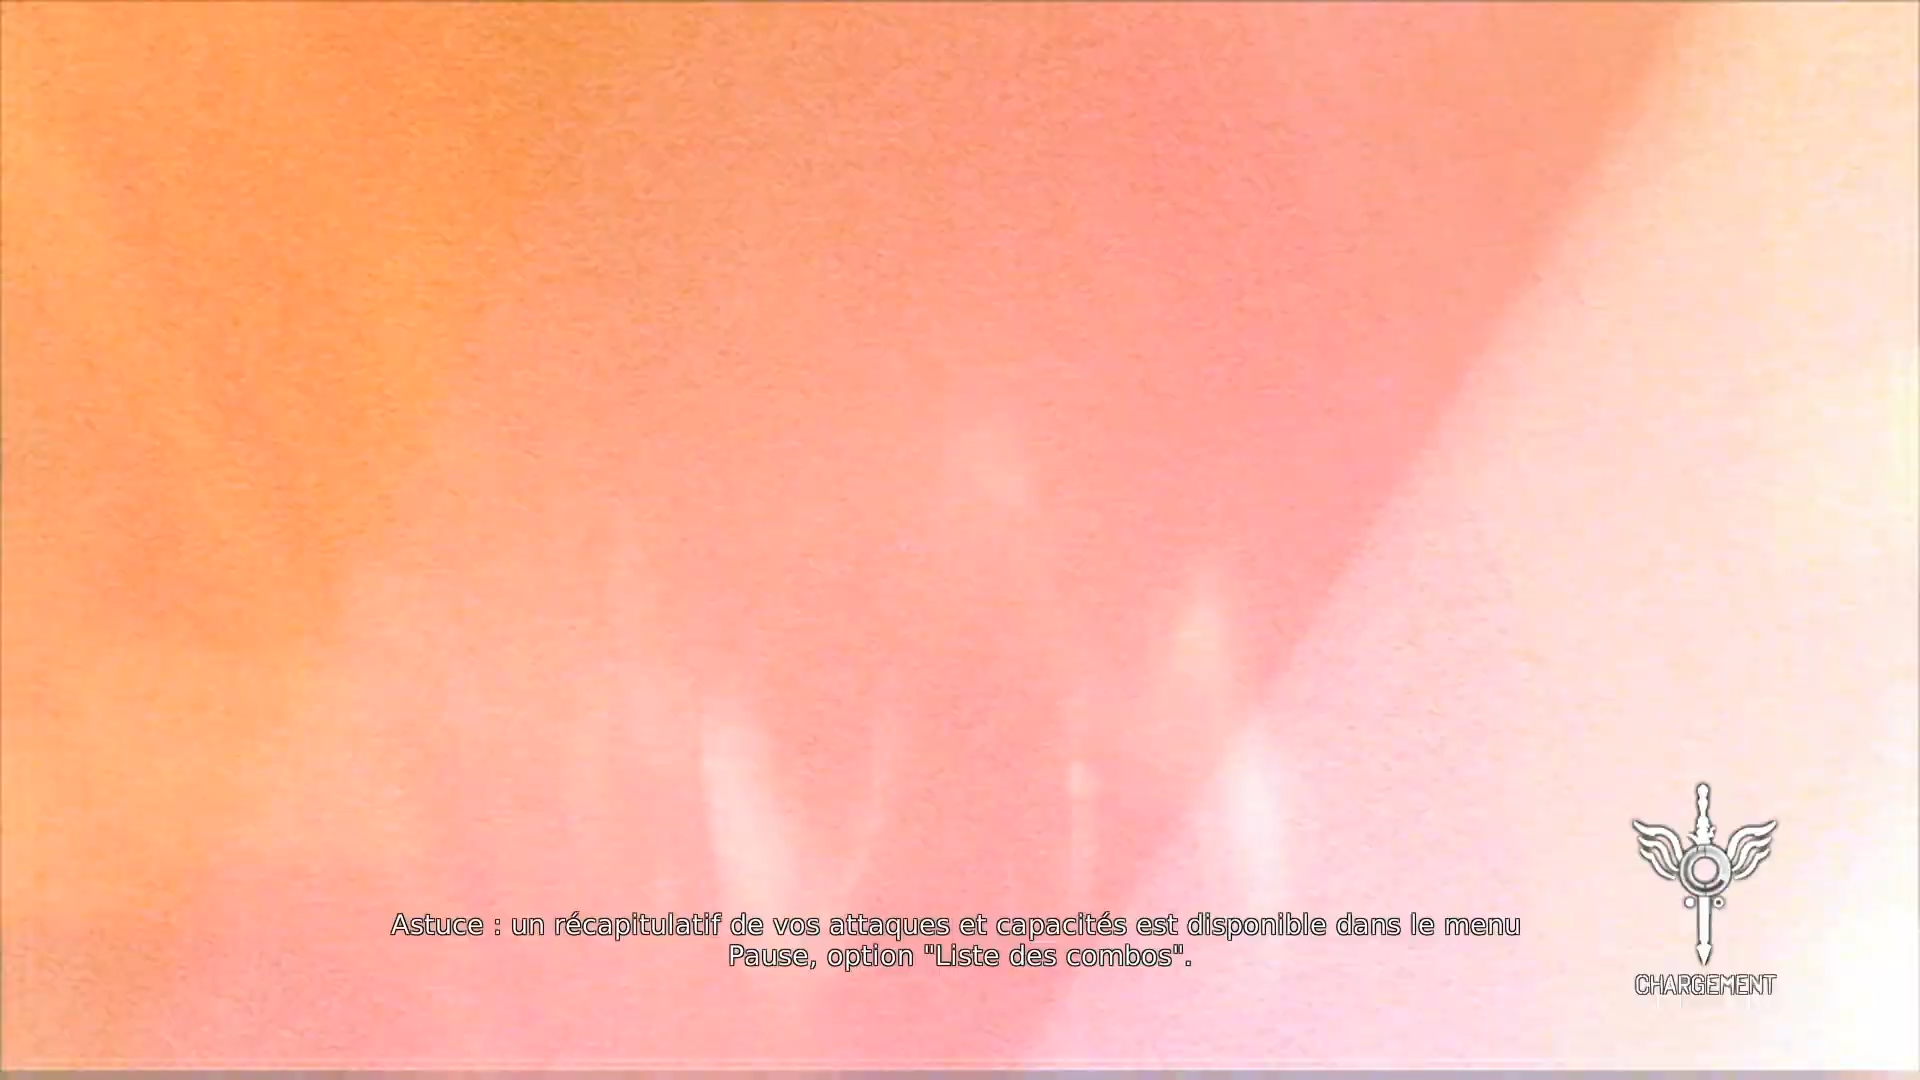 Astuce : un récapitulatif de vos attaques et capacités est disponible dans le menu
Pause, option "Liste des combos".
CHARGEMENT